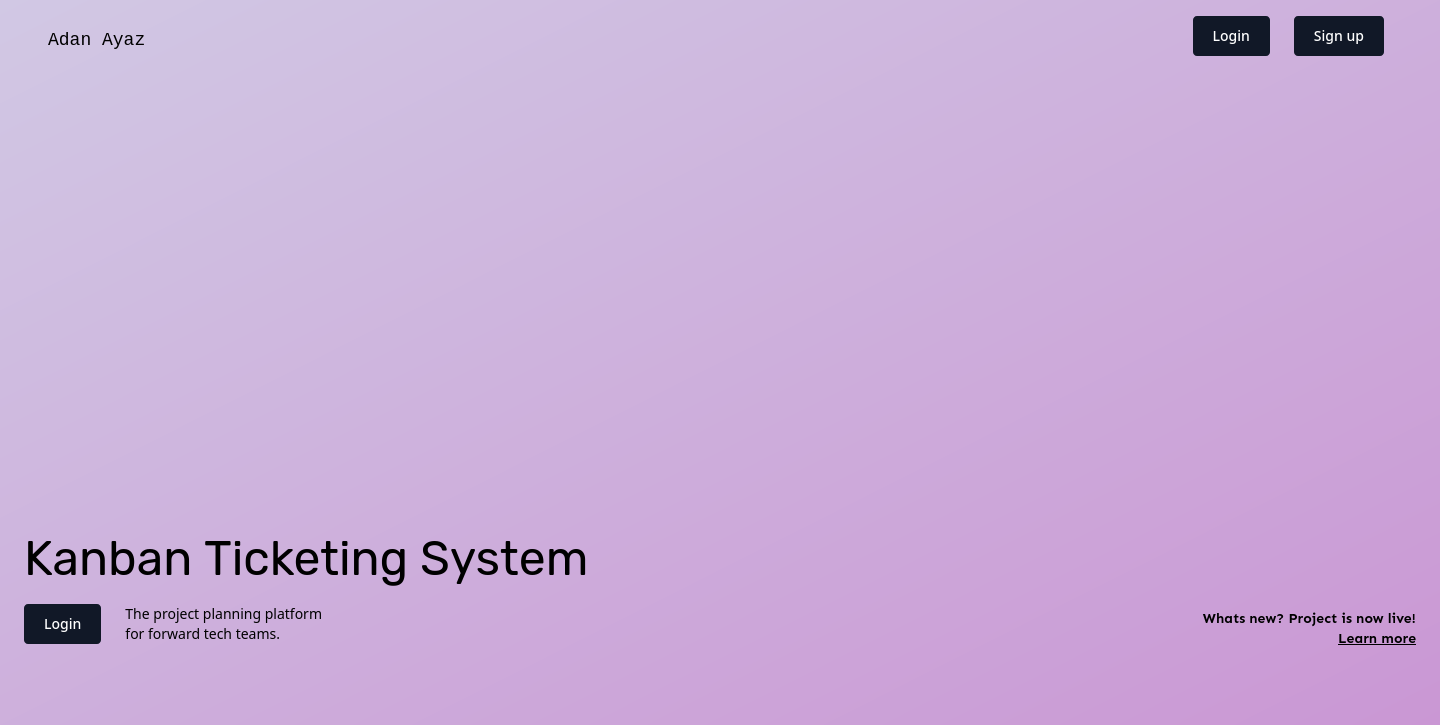 Adan Ayaz
Login
Sign up
Kanban Ticketing System
Login
The project planning platform
for forward tech teams.
Whats new? Project is now live!
Learn more